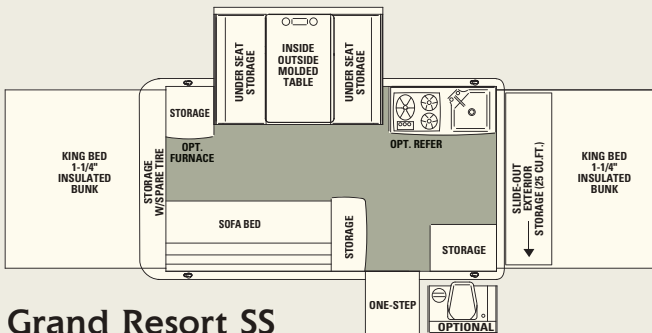 KING BED
1-1/4"
INSULATED
BUNK
STORAGE
W/SPARE TIRE
STORAGE
OPT.
FURNACE
UNDER SEAT
STORAGE
INSIDE
OUTSIDE
MOLDED
TABLE
UNDER SEAT
STORAGE
OPT. REFER
SLIDE-OUT
EXTERIOR
STORAGE (25 CU.FT.)
KING BED
1-1/4"
INSULATED
BUNK
SOFA BED
STORAGE
STORAGE
ONE-STEP
OPTIONAL
Grand Resort SS